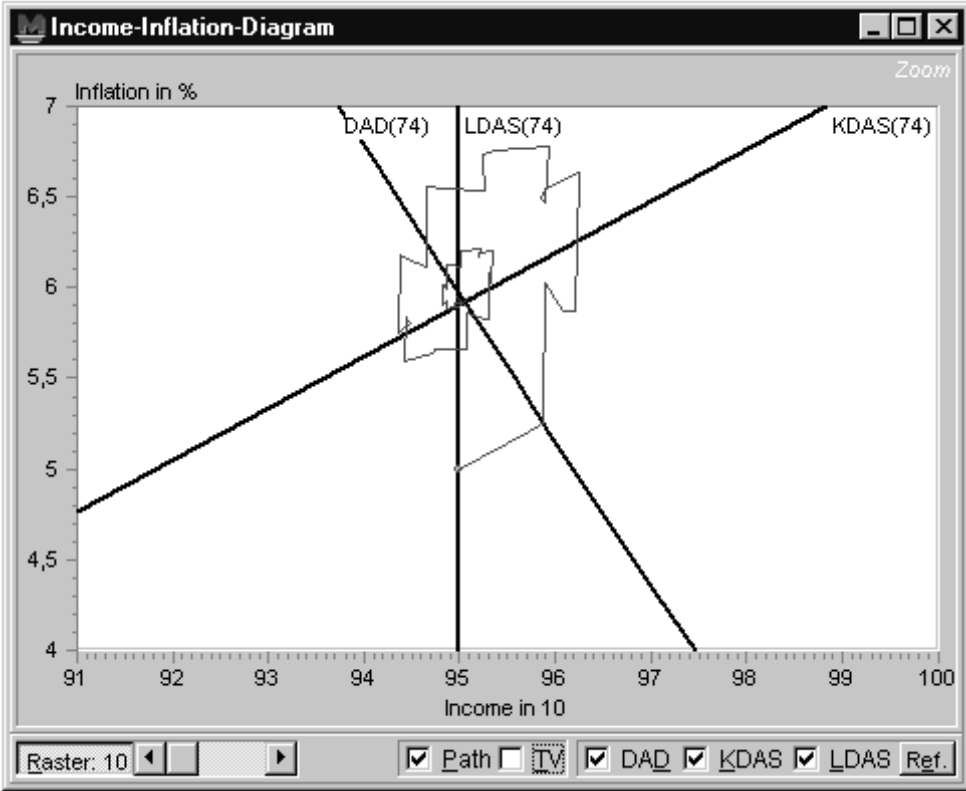 Income-Inflation-Diagram
Zoom
Inflation in %
7
DAD(74) LDAS(74) KDAS(74)
6,5
6
5,5
5
4,5
4
91 92 93 94 95 96 97 98 99 100
Income in 10
Raster: 10 Path TV DAD KDAS LDAS Ref.